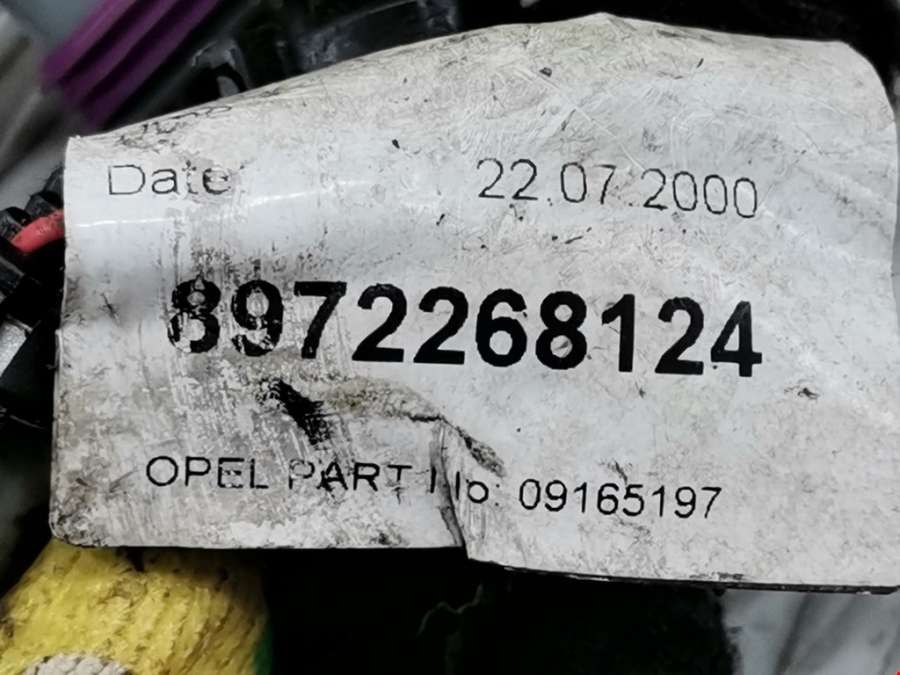 Date 22.07.2000
8972268124
OPEL PART No: 09165197